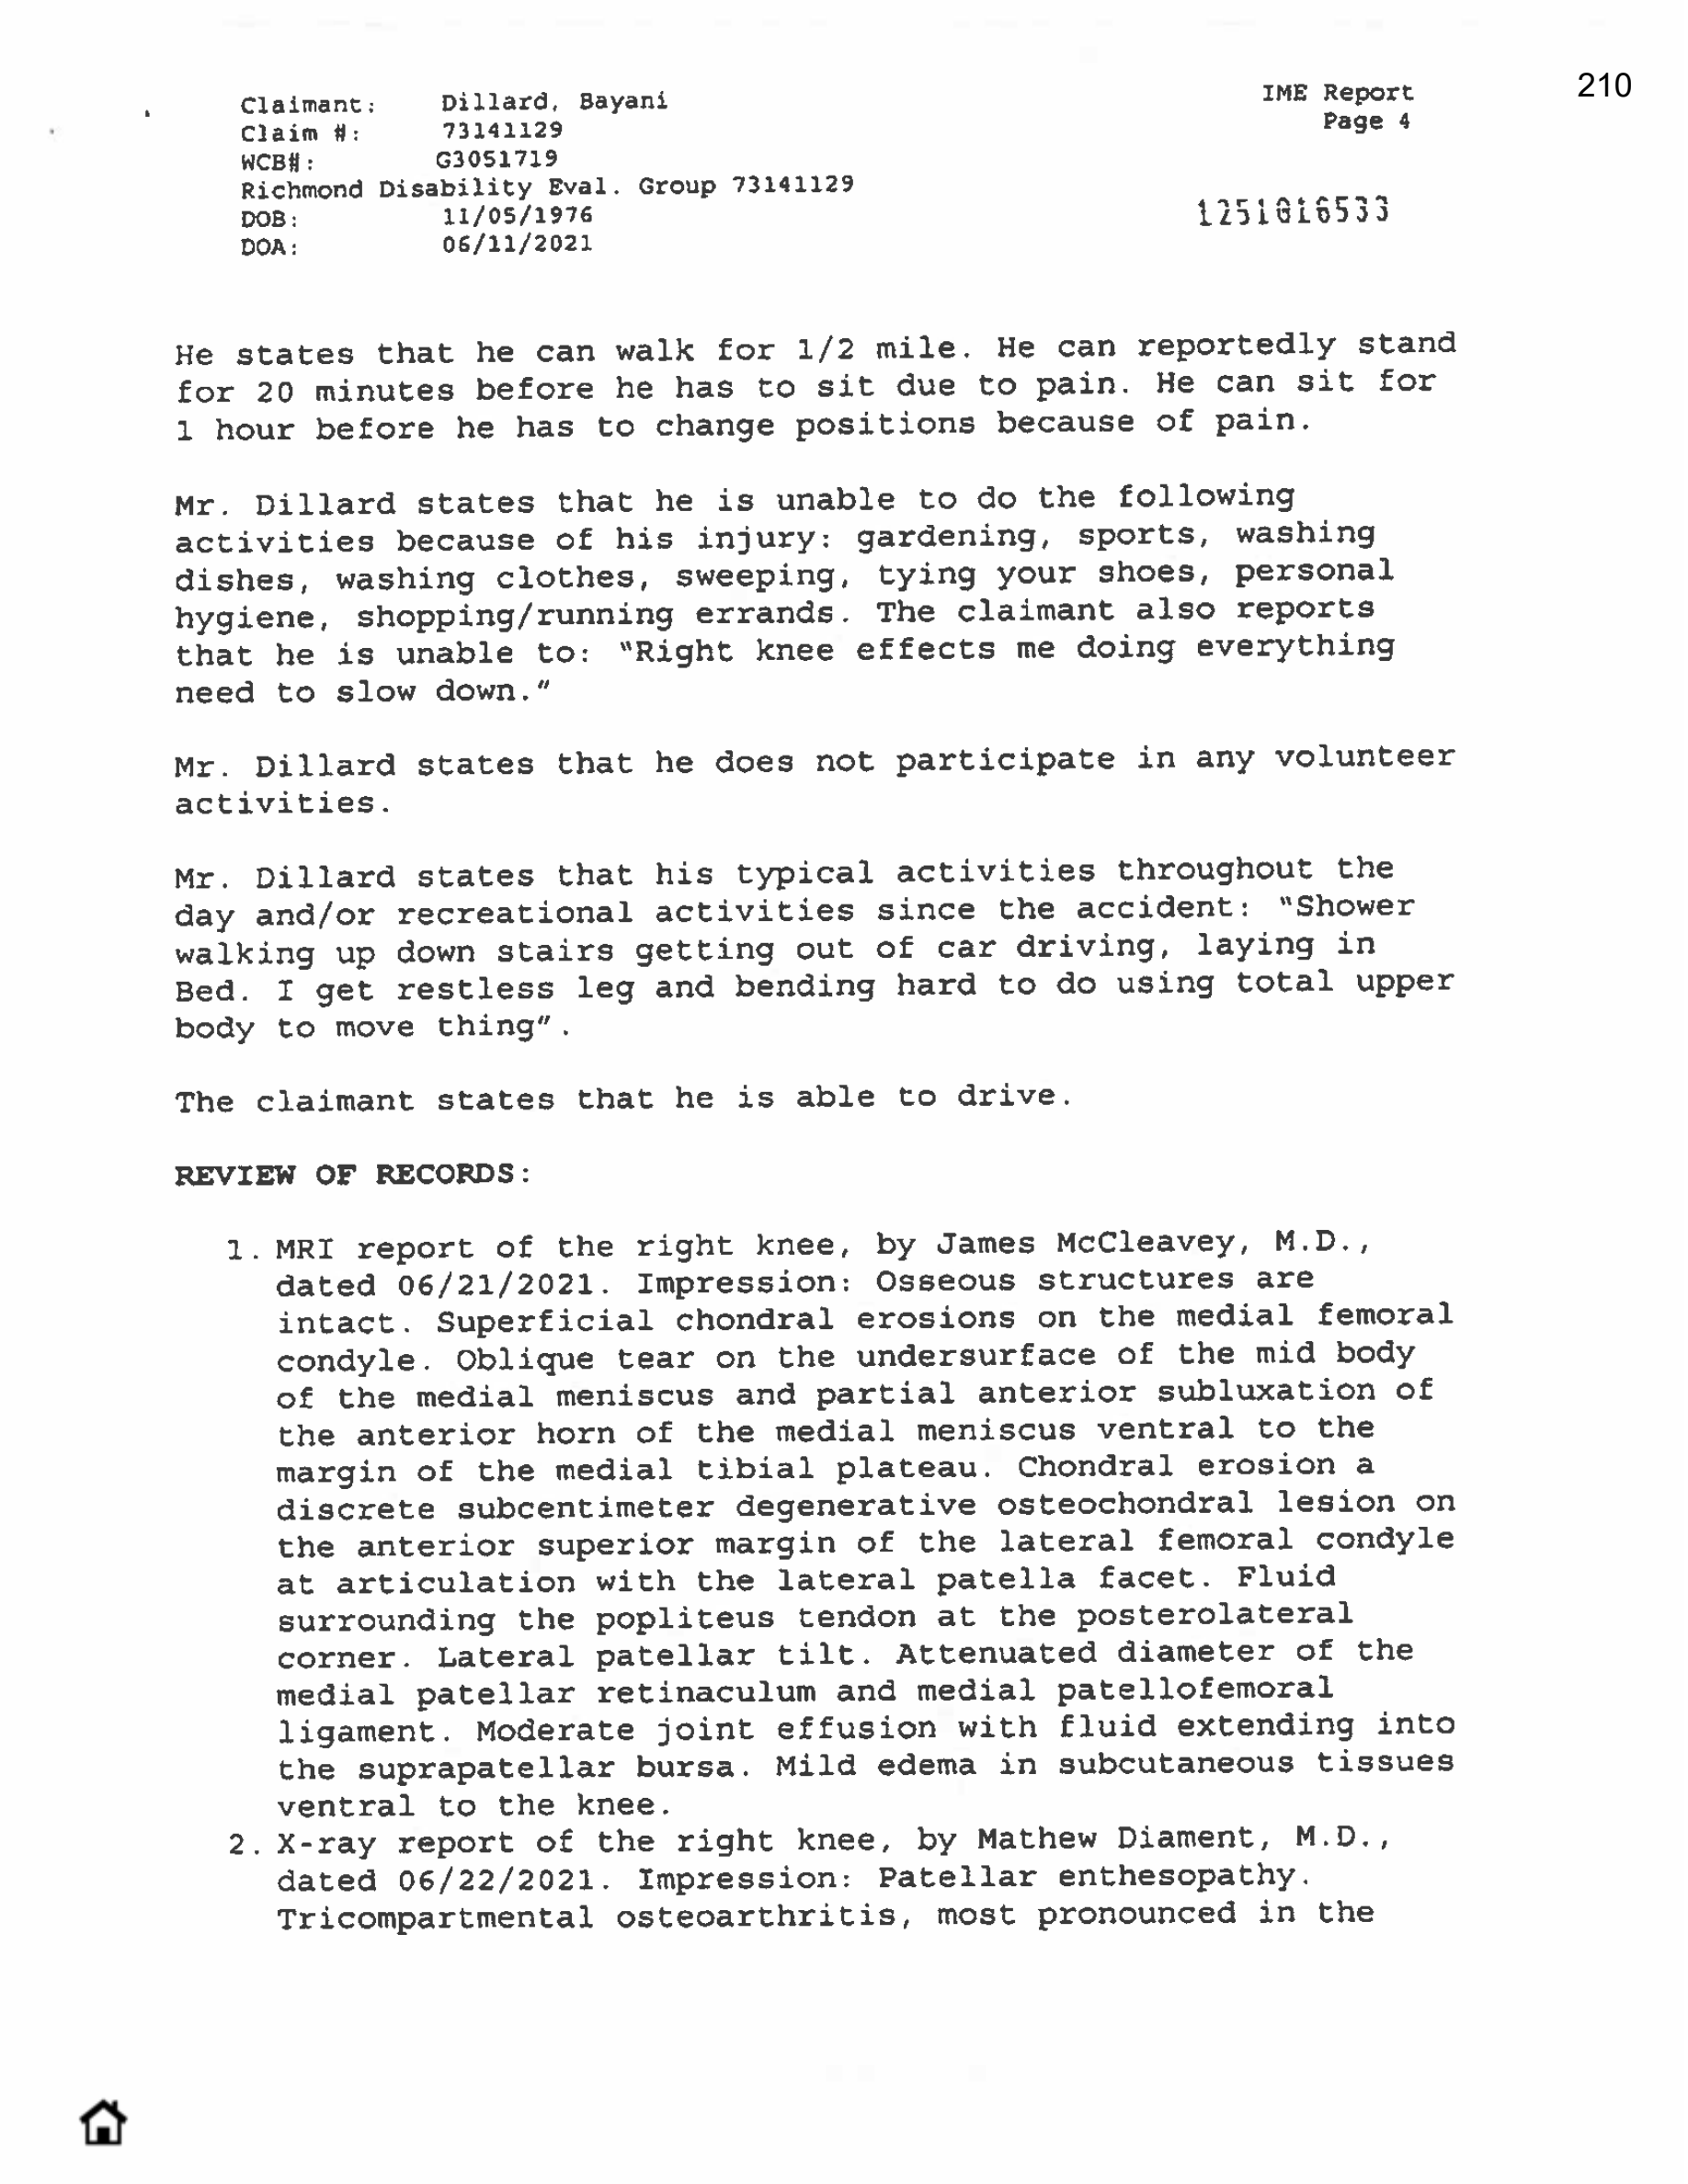 210
Claimant: Dillard, Bayani
IME Report
Claim #: 73141129
Page 4
WCB#: G3051719
Richmond Disability Eval. Group 73141129
DOB: 11/05/1976
1251016533
DOA: 06/11/2021
He states that he can walk for 1/2 mile. He can reportedly stand
for 20 minutes before he has to sit due to pain. He can sit for
1 hour before he has to change positions because of pain.
Mr. Dillard states that he is unable to do the following
activities because of his injury: gardening, sports, washing
dishes, washing clothes, sweeping, tying your shoes, personal
hygiene, shopping/running errands. The claimant also reports
that he is unable to: "Right knee effects me doing everything
need to slow down."
Mr. Dillard states that he does not participate in any volunteer
activities.
Mr. Dillard states that his typical activities throughout the
day and/or recreational activities since the accident: "Shower
walking up down stairs getting out of car driving, laying in
Bed. I get restless leg and bending hard to do using total upper
body to move thing".
The claimant states that he is able to drive.
REVIEW OF RECORDS:
1. MRI report of the right knee, by James McCleavey, M.D.,
dated 06/21/2021. Impression: Osseous structures are
intact. Superficial chondral erosions on the medial femoral
condyle. Oblique tear on the undersurface of the mid body
of the medial meniscus and partial anterior subluxation of
the anterior horn of the medial meniscus ventral to the
margin of the medial tibial plateau. Chondral erosion a
discrete subcentimeter degenerative osteochondral lesion on
the anterior superior margin of the lateral femoral condyle
at articulation with the lateral patella facet. Fluid
surrounding the popliteus tendon at the posterolateral
corner. Lateral patellar tilt. Attenuated diameter of the
medial patellar retinaculum and medial patellofemoral
ligament. Moderate joint effusion with fluid extending into
the suprapatellar bursa. Mild edema in subcutaneous tissues
ventral to the knee.
2. X-ray report of the right knee, by Mathew Diament, M.D.,
dated 06/22/2021. Impression: Patellar enthesopathy.
Tricompartmental osteoarthritis, most pronounced in the